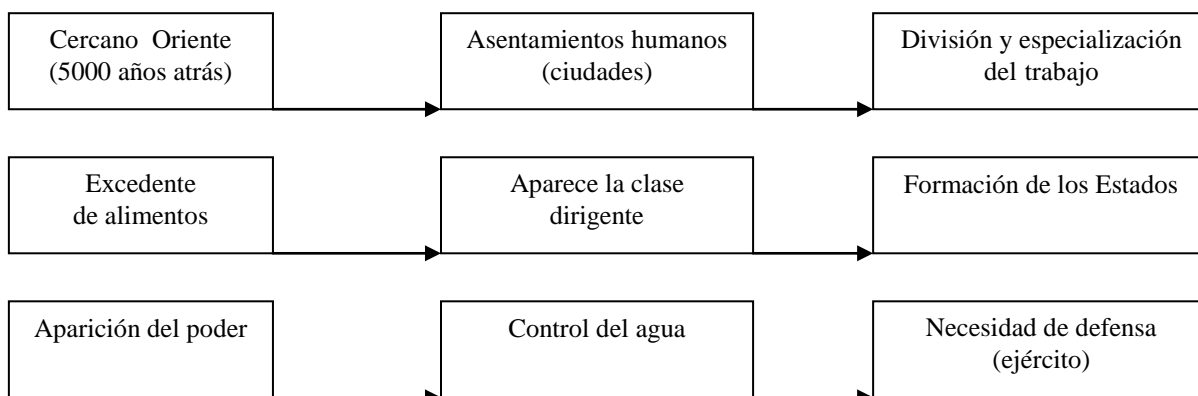 Cercano Oriente
(5000 años atrás)
Asentamientos humanos
(ciudades)
División y especialización
del trabajo
Excedente
de alimentos
Aparece la clase
dirigente
Formación de los Estados
Aparición del poder
Control del agua
Necesidad de defensa
(ejército)